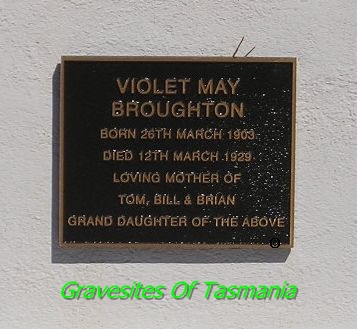 VIOLET MAY
BROUGHTON
BORN 26TH MARCH 1903
DIED 12TH MARCH 1929
LOVING MOTHER OF
TOM, BILL & BRIAN
GRAND DAUGHTER OF THE ABOVE
Gravesites Of Tasmania